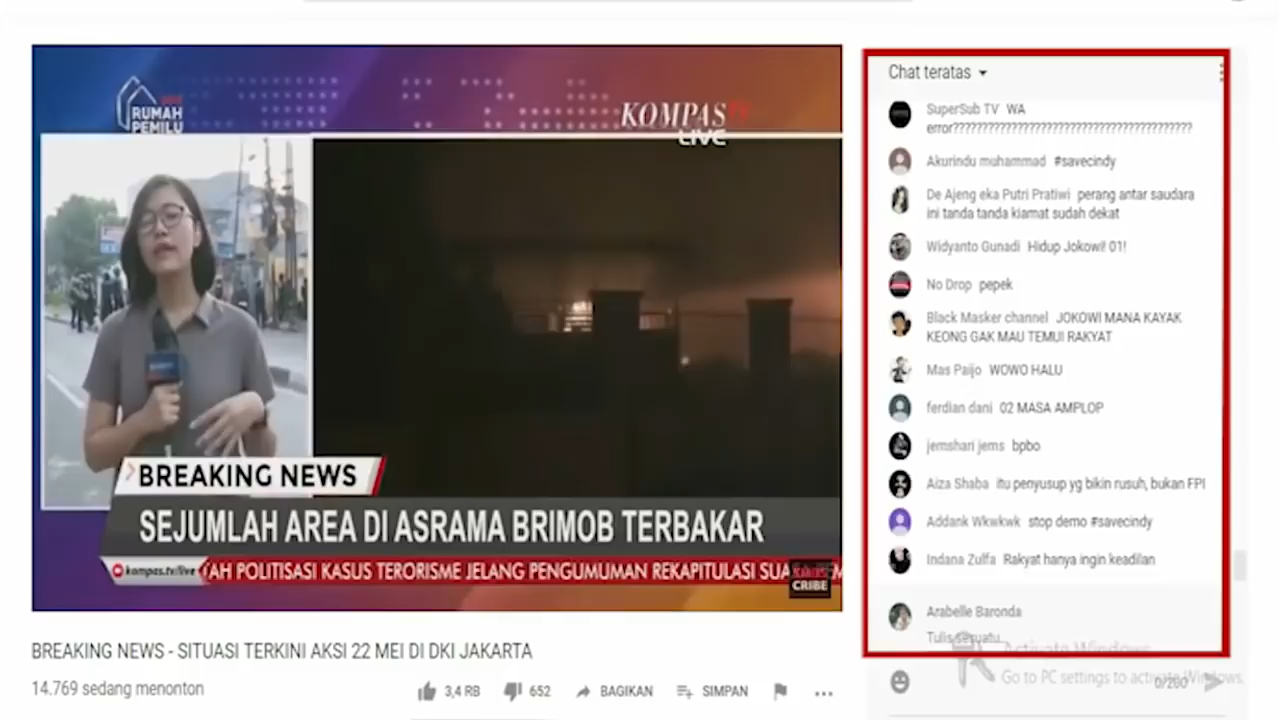 RUMAH
PEMILU
KOMPAS TV
LIVE
BREAKING NEWS
SEJUMLAH AREA DI ASRAMA BRIMOB TERBAKAR
kompas.tv/live
POLITISASI KASUS TERORISME JELANG PENGUMUMAN REKAPITULASI
CRIBE
BREAKING NEWS - SITUASI TERKINI AKSI 22 MEI DI DKI JAKARTA
14.769 sedang menonton
3,4 RB 652 BAGIKAN SIMPAN
Chat teratas
SuperSub TV WA
error??????????????????????????????????????????
Akurindu muhammad #savecindy
De Ajeng eka Putri Pratiwi perang antar saudara
ini tanda tanda kiamat sudah dekat
Widyanto Gunadi Hidup Jokowi! 01!
No Drop pepek
Black Masker channel JOKOWI MANA KAYAK
KEONG GAK MAU TEMUI RAKYAT
Mas Paijo WOWO HALU
ferdian dani 02 MASA AMPLOP
jemshari jems bpbo
Aiza Shaba itu penyusup yg bikin rusuh, bukan FPI
Addank Wkwkwk stop demo #savecindy
Indana Zulfa Rakyat hanya ingin keadilan
Arabelle Baronda
Tulis sesuatu...
Activate Windows
Go to PC settings to activate Windows.
0/200